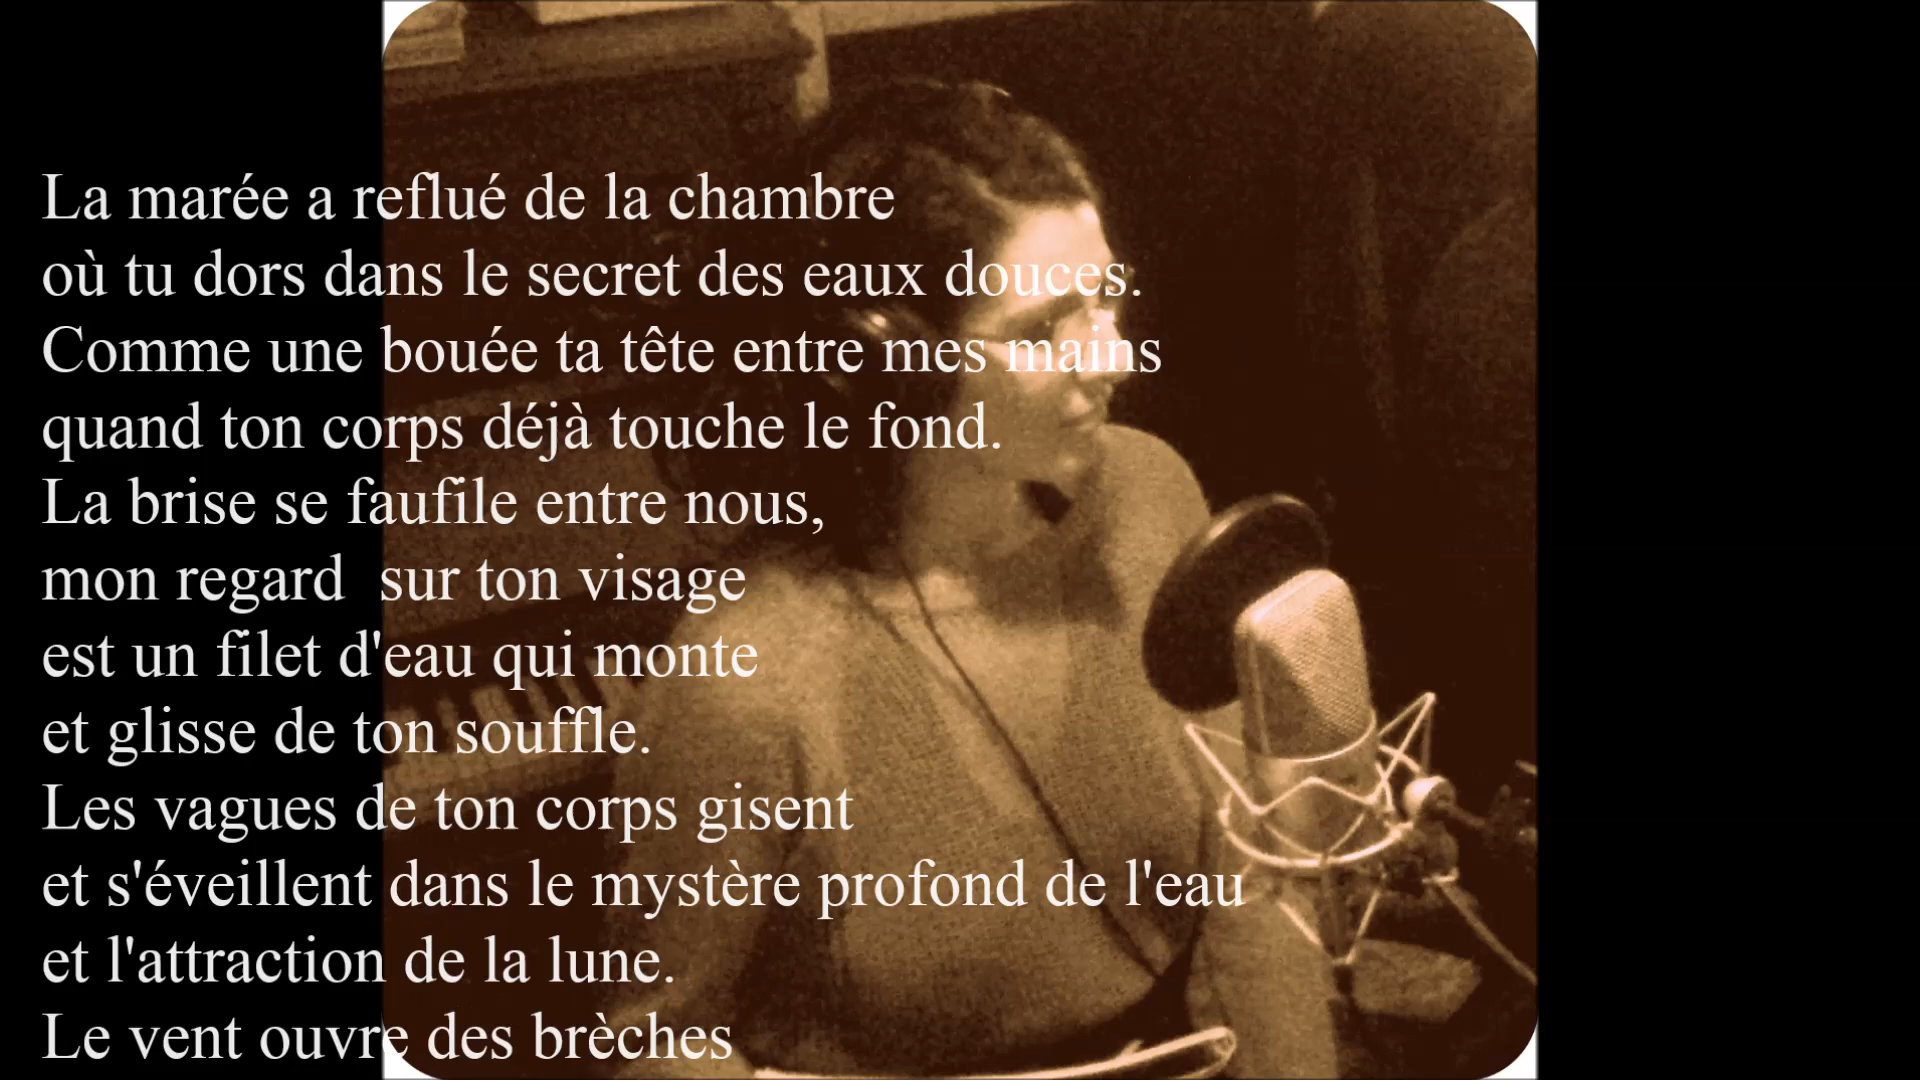 La marée a reflué de la chambre
où tu dors dans le secret des eaux douces.
Comme une bouée ta tête entre mes mains
quand ton corps déjà touche le fond.
La brise se faufile entre nous,
mon regard  sur ton visage
est un filet d'eau qui monte
et glisse de ton souffle.
Les vagues de ton corps gisent
et s'éveillent dans le mystère profond de l'eau
et l'attraction de la lune.
Le vent ouvre des brèches